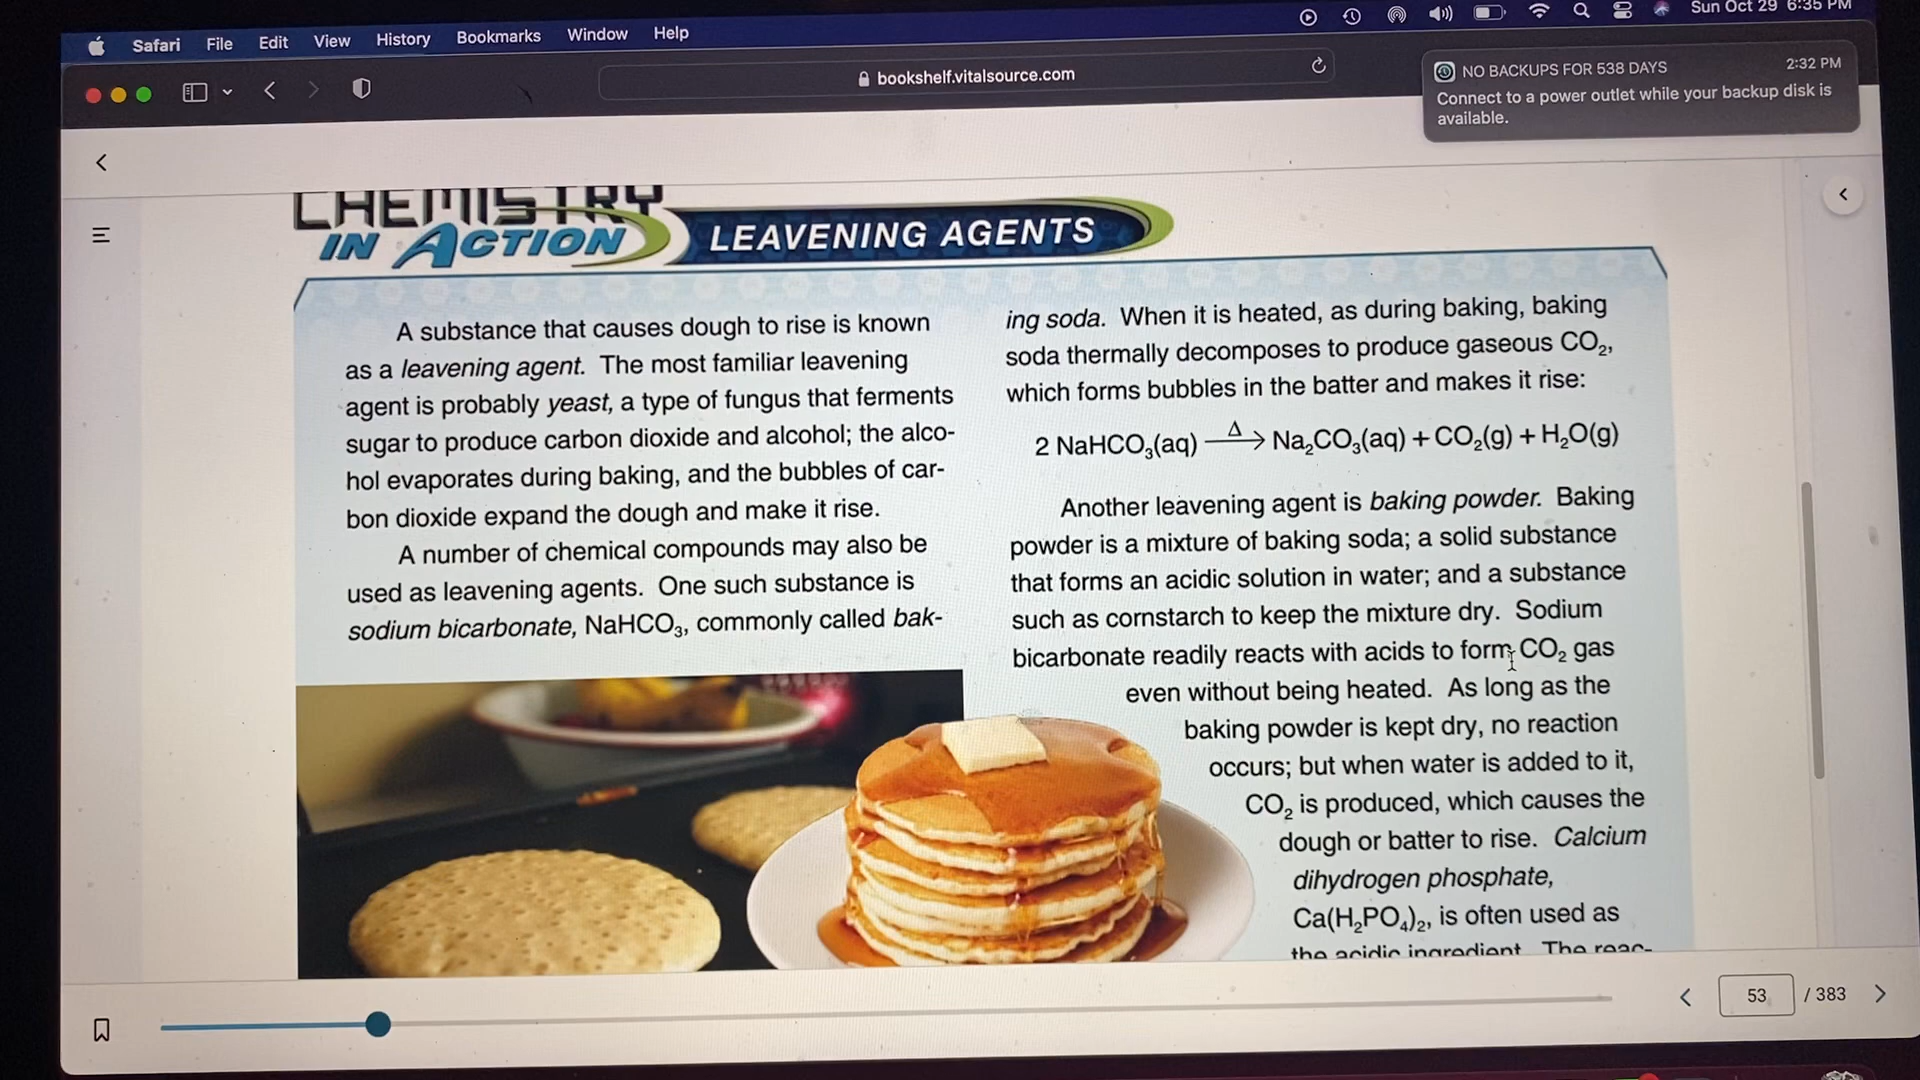 Safari File Edit View History Bookmarks Window Help
Sun Oct 29 6:35 PM
bookshelf.vitalsource.com
NO BACKUPS FOR 538 DAYS 2:32 PM
Connect to a power outlet while your backup disk is
available.
CHEMISTRY
IN ACTION
LEAVENING AGENTS
A substance that causes dough to rise is known
as a leavening agent. The most familiar leavening
agent is probably yeast, a type of fungus that ferments
sugar to produce carbon dioxide and alcohol; the alco-
hol evaporates during baking, and the bubbles of car-
bon dioxide expand the dough and make it rise.
A number of chemical compounds may also be
used as leavening agents. One such substance is
sodium bicarbonate, NaHCO₃, commonly called bak-
ing soda. When it is heated, as during baking, baking
soda thermally decomposes to produce gaseous CO₂,
which forms bubbles in the batter and makes it rise:
2 NaHCO₃(aq) —Δ→ Na₂CO₃(aq) + CO₂(g) + H₂O(g)
Another leavening agent is baking powder. Baking
powder is a mixture of baking soda; a solid substance
that forms an acidic solution in water; and a substance
such as cornstarch to keep the mixture dry. Sodium
bicarbonate readily reacts with acids to form CO₂ gas
even without being heated. As long as the
baking powder is kept dry, no reaction
occurs; but when water is added to it,
CO₂ is produced, which causes the
dough or batter to rise. Calcium
dihydrogen phosphate,
Ca(H₂PO₄)₂, is often used as
the acidic ingredient. The reac-
53 / 383